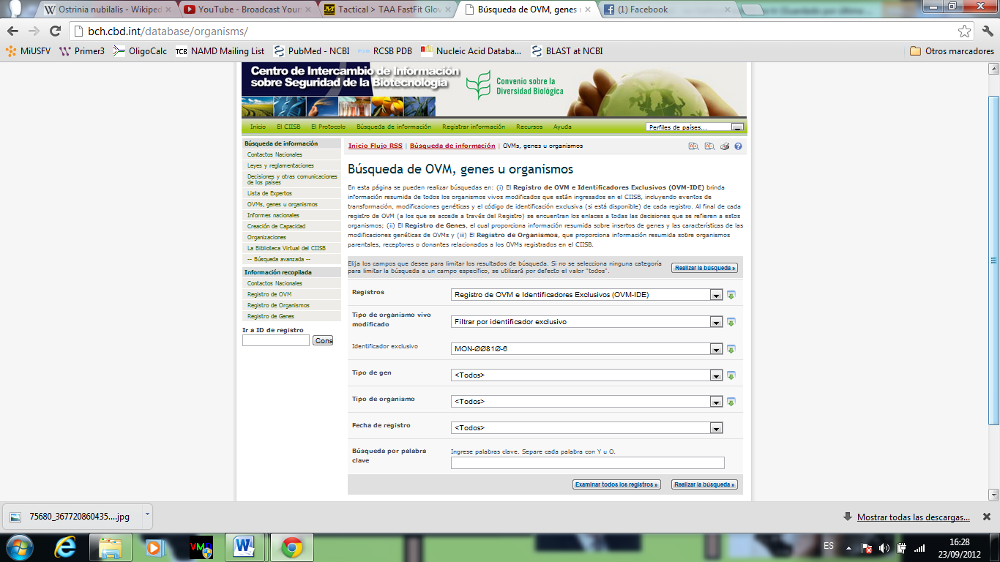 Ostrinia nubilalis - Wikiped
YouTube - Broadcast Your
Tactical > TAA FastFit Glov
Búsqueda de OVM, genes u
(1) Facebook
bch.cbd.int/database/organisms/
MiUSFV
Primer3
OligoCalc
TCB NAMD Mailing List
PubMed - NCBI
RCSB PDB
Nucleic Acid Databa...
BLAST at NCBI
Otros marcadores
Centro de Intercambio de Información
sobre Seguridad de la Biotecnología
Convenio sobre la
Diversidad Biológica
Inicio El CIISB El Protocolo Búsqueda de información Registrar información Recursos Ayuda
Perfiles de países...
Búsqueda de información
Contactos Nacionales
Leyes y reglamentaciones
Decisiones y otras comunicaciones
de los países
Lista de Expertos
OVMs, genes u organismos
Informes nacionales
Creación de Capacidad
Organizaciones
La Biblioteca Virtual del CIISB
-- Búsqueda avanzada --
Información recopilada
Contactos Nacionales
Registro de OVM
Registro de Organismos
Registro de Genes
Ir a ID de registro
Cons
Inicio Flujo RSS | Búsqueda de información | OVMs, genes u organismos
Búsqueda de OVM, genes u organismos
En esta página se pueden realizar búsquedas en: (i) El Registro de OVM e Identificadores Exclusivos (OVM-IDE) brinda
información resumida de todos los organismos vivos modificados que están ingresados en el CIISB, incluyendo eventos de
transformación, modificaciones genéticas y el código de identificación exclusiva (si está disponible) de cada registro. Al final de cada
registro de OVM (a los que se accede a través del Registro) se encuentran los enlaces a todas las decisiones que se refieren a estos
organismos; (ii) El Registro de Genes, el cual proporciona información resumida sobre insertos de genes y las características de las
modificaciones genéticas de OVMs y (iii) El Registro de Organismos, que proporciona información resumida sobre organismos
parentales, receptores o donantes relacionados a los OVMs registrados en el CIISB.
Elija los campos que desee para limitar los resultados de búsqueda. Si no se selecciona ninguna categoría
para limitar la búsqueda a un campo específico, se utilizará por defecto el valor "todos".
Realizar la búsqueda »
Registros
Registro de OVM e Identificadores Exclusivos (OVM-IDE)
Tipo de organismo vivo
modificado
Filtrar por identificador exclusivo
Identificador exclusivo
MON-ØØ81Ø-6
Tipo de gen
<Todos>
Tipo de organismo
<Todos>
Fecha de registro
<Todos>
Búsqueda por palabra
clave
Ingrese palabras clave. Separe cada palabra con Y u O.
Examinar todos los registros »
Realizar la búsqueda »
75680_367720860435....jpg
Mostrar todas las descargas...
VMD
ES
16:28
23/09/2012